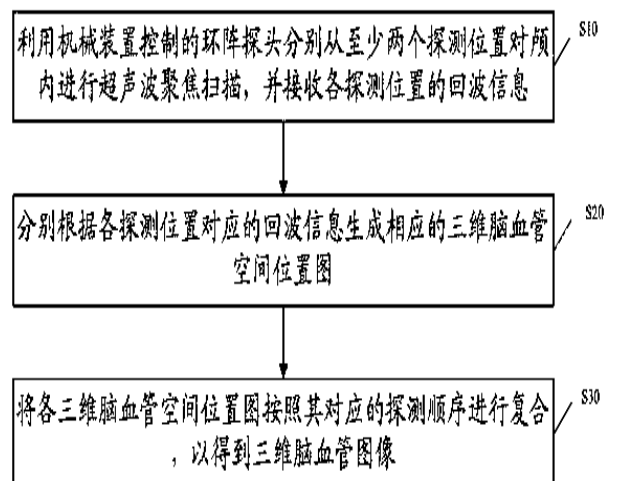 利用机械装置控制的环阵探头分别从至少两个探测位置对颅
内进行超声波聚焦扫描，并接收各探测位置的回波信息
S10
分别根据各探测位置对应的回波信息生成相应的三维脑血管
空间位置图
S20
将各三维脑血管空间位置图按照其对应的探测顺序进行复合
，以得到三维脑血管图像
S30